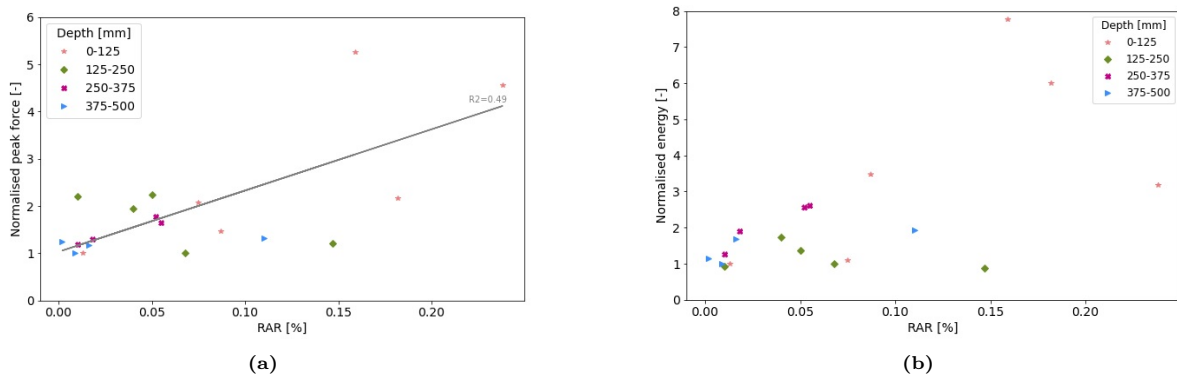 6
5
4
3
2
1
0
Normalised peak force [-]
Depth [mm]
0-125
125-250
250-375
375-500
R2=0.49
0.00 0.05 0.10 0.15 0.20
RAR [%]
(a)
8
7
6
5
4
3
2
1
0
Normalised energy [-]
Depth [mm]
0-125
125-250
250-375
375-500
0.00 0.05 0.10 0.15 0.20
RAR [%]
(b)